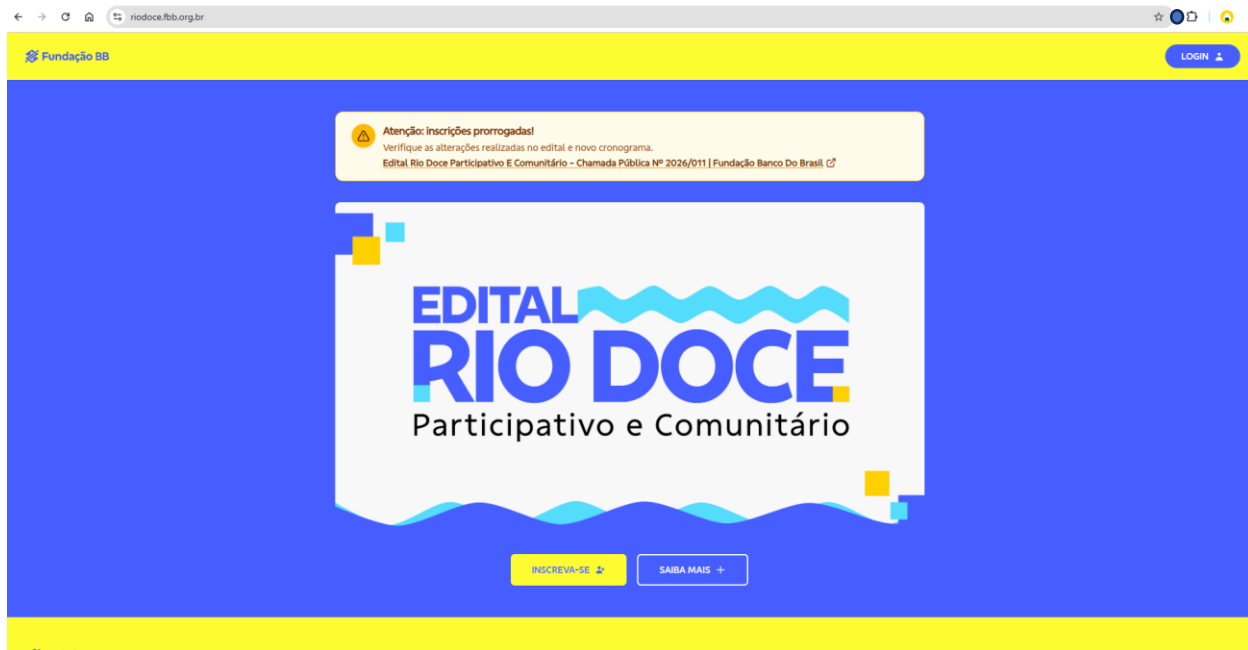 riodoce.fbb.org.br
Fundação BB
LOGIN
Atenção: inscrições prorrogadas!
Verifique as alterações realizadas no edital e novo cronograma.
Edital Rio Doce Participativo E Comunitário – Chamada Pública Nº 2026/011 | Fundação Banco Do Brasil
EDITAL
RIO DOCE
Participativo e Comunitário
INSCREVA-SE
SAIBA MAIS +